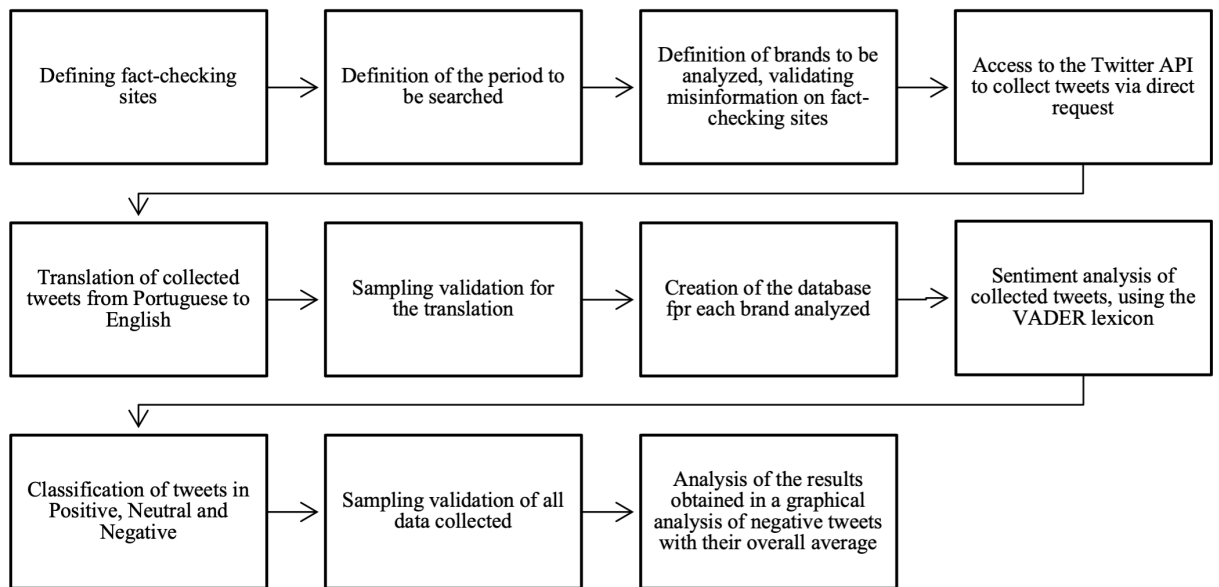 Defining fact-checking
sites
Definition of the period to
be searched
Definition of brands to be
analyzed, validating
misinformation on fact-
checking sites
Access to the Twitter API
to collect tweets via direct
request
Translation of collected
tweets from Portuguese to
English
Sampling validation for
the translation
Creation of the database
fpr each brand analyzed
Sentiment analysis of
collected tweets, using the
VADER lexicon
Classification of tweets in
Positive, Neutral and
Negative
Sampling validation of all
data collected
Analysis of the results
obtained in a graphical
analysis of negative tweets
with their overall average